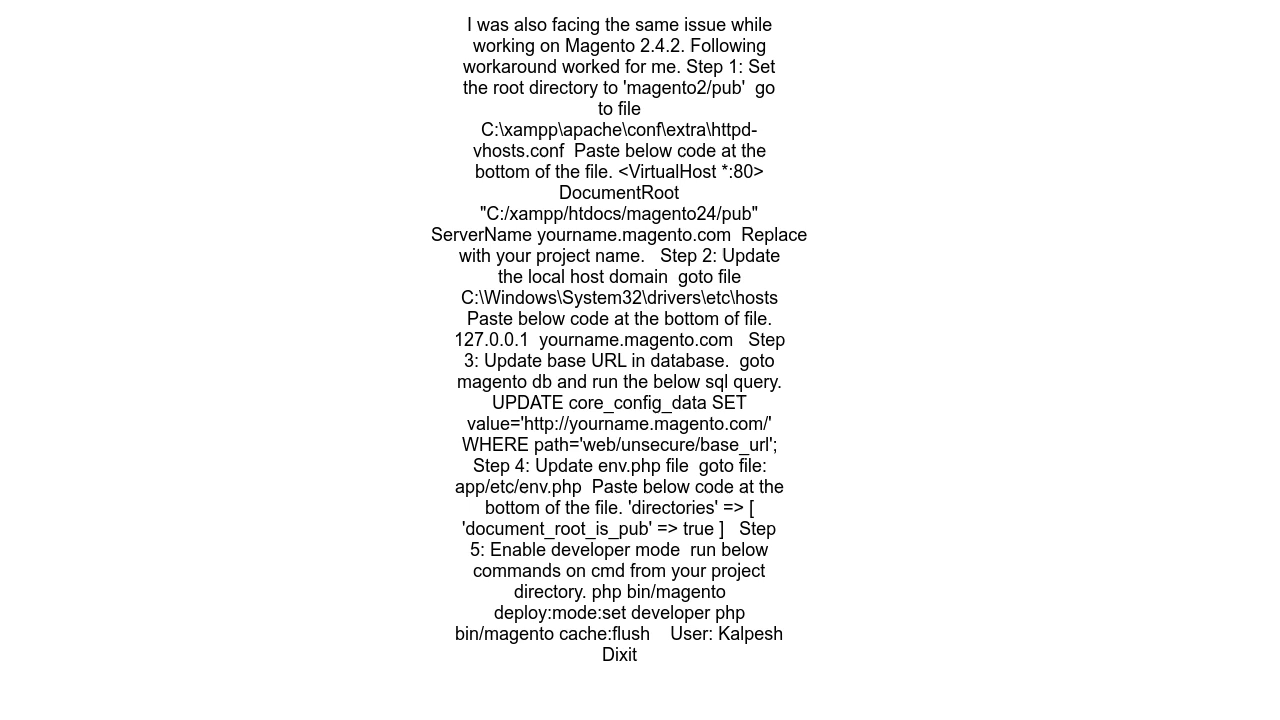 I was also facing the same issue while
working on Magento 2.4.2. Following
workaround worked for me. Step 1: Set
the root directory to 'magento2/pub'  go
to file
C:\xampp\apache\conf\extra\httpd-
vhosts.conf  Paste below code at the
bottom of the file. <VirtualHost *:80>
DocumentRoot
"C:/xampp/htdocs/magento24/pub"
ServerName yourname.magento.com  Replace
with your project name.   Step 2: Update
the local host domain  goto file
C:\Windows\System32\drivers\etc\hosts
Paste below code at the bottom of file.
127.0.0.1  yourname.magento.com   Step
3: Update base URL in database.  goto
magento db and run the below sql query.
UPDATE core_config_data SET
value='http://yourname.magento.com/'
WHERE path='web/unsecure/base_url';
Step 4: Update env.php file  goto file:
app/etc/env.php  Paste below code at the
bottom of the file. 'directories' => [
'document_root_is_pub' => true ]   Step
5: Enable developer mode  run below
commands on cmd from your project
directory. php bin/magento
deploy:mode:set developer php
bin/magento cache:flush    User: Kalpesh
Dixit